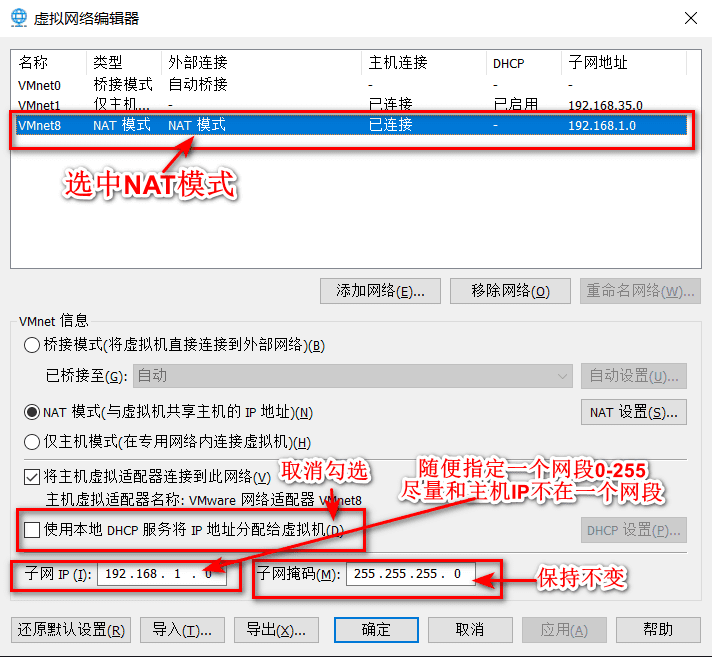 虚拟网络编辑器
名称 类型 外部连接 主机连接 DHCP 子网地址
VMnet0 桥接模式 自动桥接 - - -
VMnet1 仅主机... - 已连接 已启用 192.168.35.0
VMnet8 NAT 模式 NAT 模式 已连接 - 192.168.1.0
选中NAT模式
添加网络(E)... 移除网络(O) 重命名网络(W)...
VMnet 信息
桥接模式(将虚拟机直接连接到外部网络)(B)
已桥接至(G): 自动 自动设置(U)...
NAT 模式(与虚拟机共享主机的 IP 地址)(N) NAT 设置(S)...
仅主机模式(在专用网络内连接虚拟机)(H)
随便指定一个网段0-255
将主机虚拟适配器连接到此网络(V) 取消勾选
尽量和主机IP不在一个网段
主机虚拟适配器名称: VMware 网络适配器 VMnet8
使用本地 DHCP 服务将 IP 地址分配给虚拟机(D) DHCP 设置(P)...
子网 IP (I): 192.168. 1 . 0 子网掩码(M): 255.255.255. 0 保持不变
还原默认设置(R) 导入(T)... 导出(X)... 确定 取消 应用(A) 帮助